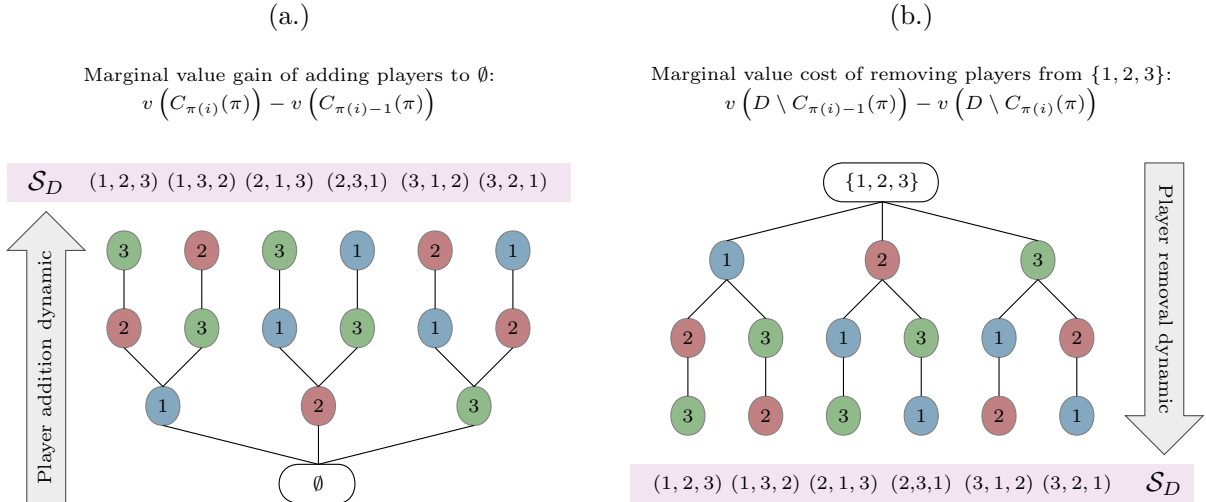 (a.)
Marginal value gain of adding players to ∅:
v (C_{π(i)}(π)) − v (C_{π(i)−1}(π))
S_D (1, 2, 3) (1, 3, 2) (2, 1, 3) (2,3,1) (3, 1, 2) (3, 2, 1)
Player addition dynamic
3 2 3 1 2 1
2 3 1 3 1 2
1 2 3
∅
(b.)
Marginal value cost of removing players from {1, 2, 3}:
v (D \ C_{π(i)−1}(π)) − v (D \ C_{π(i)}(π))
{1, 2, 3}
1 2 3
2 3 1 3 1 2
3 2 3 1 2 1
Player removal dynamic
(1, 2, 3) (1, 3, 2) (2, 1, 3) (2,3,1) (3, 1, 2) (3, 2, 1) S_D